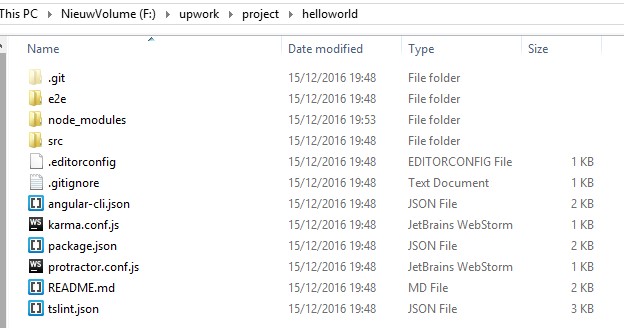 This PC > NieuwVolume (F:) > upwork > project > helloworld
Name Date modified Type Size
.git 15/12/2016 19:48 File folder
e2e 15/12/2016 19:48 File folder
node_modules 15/12/2016 19:53 File folder
src 15/12/2016 19:48 File folder
.editorconfig 15/12/2016 19:48 EDITORCONFIG File 1 KB
.gitignore 15/12/2016 19:48 Text Document 1 KB
angular-cli.json 15/12/2016 19:48 JSON File 2 KB
WS karma.conf.js 15/12/2016 19:48 JetBrains WebStorm 1 KB
package.json 15/12/2016 19:48 JSON File 2 KB
WS protractor.conf.js 15/12/2016 19:48 JetBrains WebStorm 1 KB
README.md 15/12/2016 19:48 MD File 2 KB
tslint.json 15/12/2016 19:48 JSON File 3 KB